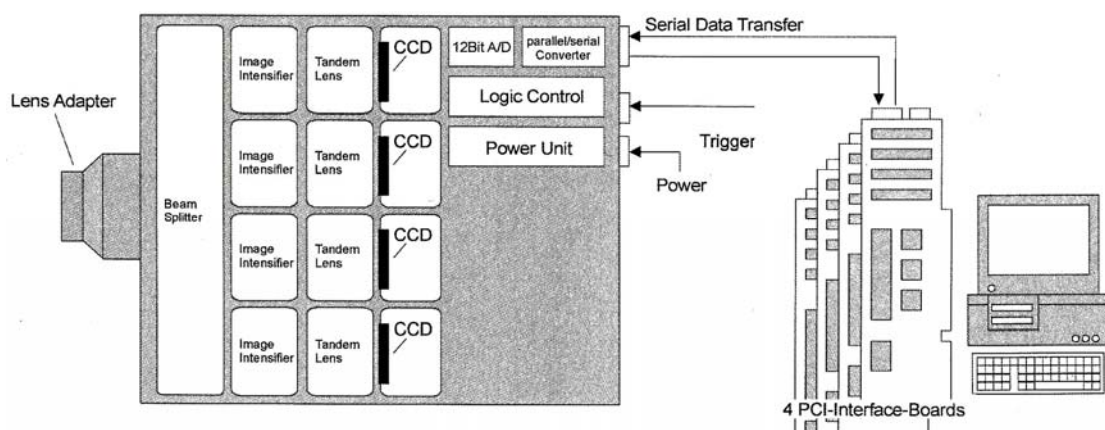 Lens Adapter
Beam
Splitter
Image
Intensifier
Tandem
Lens
CCD
Image
Intensifier
Tandem
Lens
CCD
Image
Intensifier
Tandem
Lens
CCD
Image
Intensifier
Tandem
Lens
CCD
12Bit A/D
parallel/serial
Converter
Logic Control
Power Unit
Serial Data Transfer
Trigger
Power
4 PCI-Interface-Boards